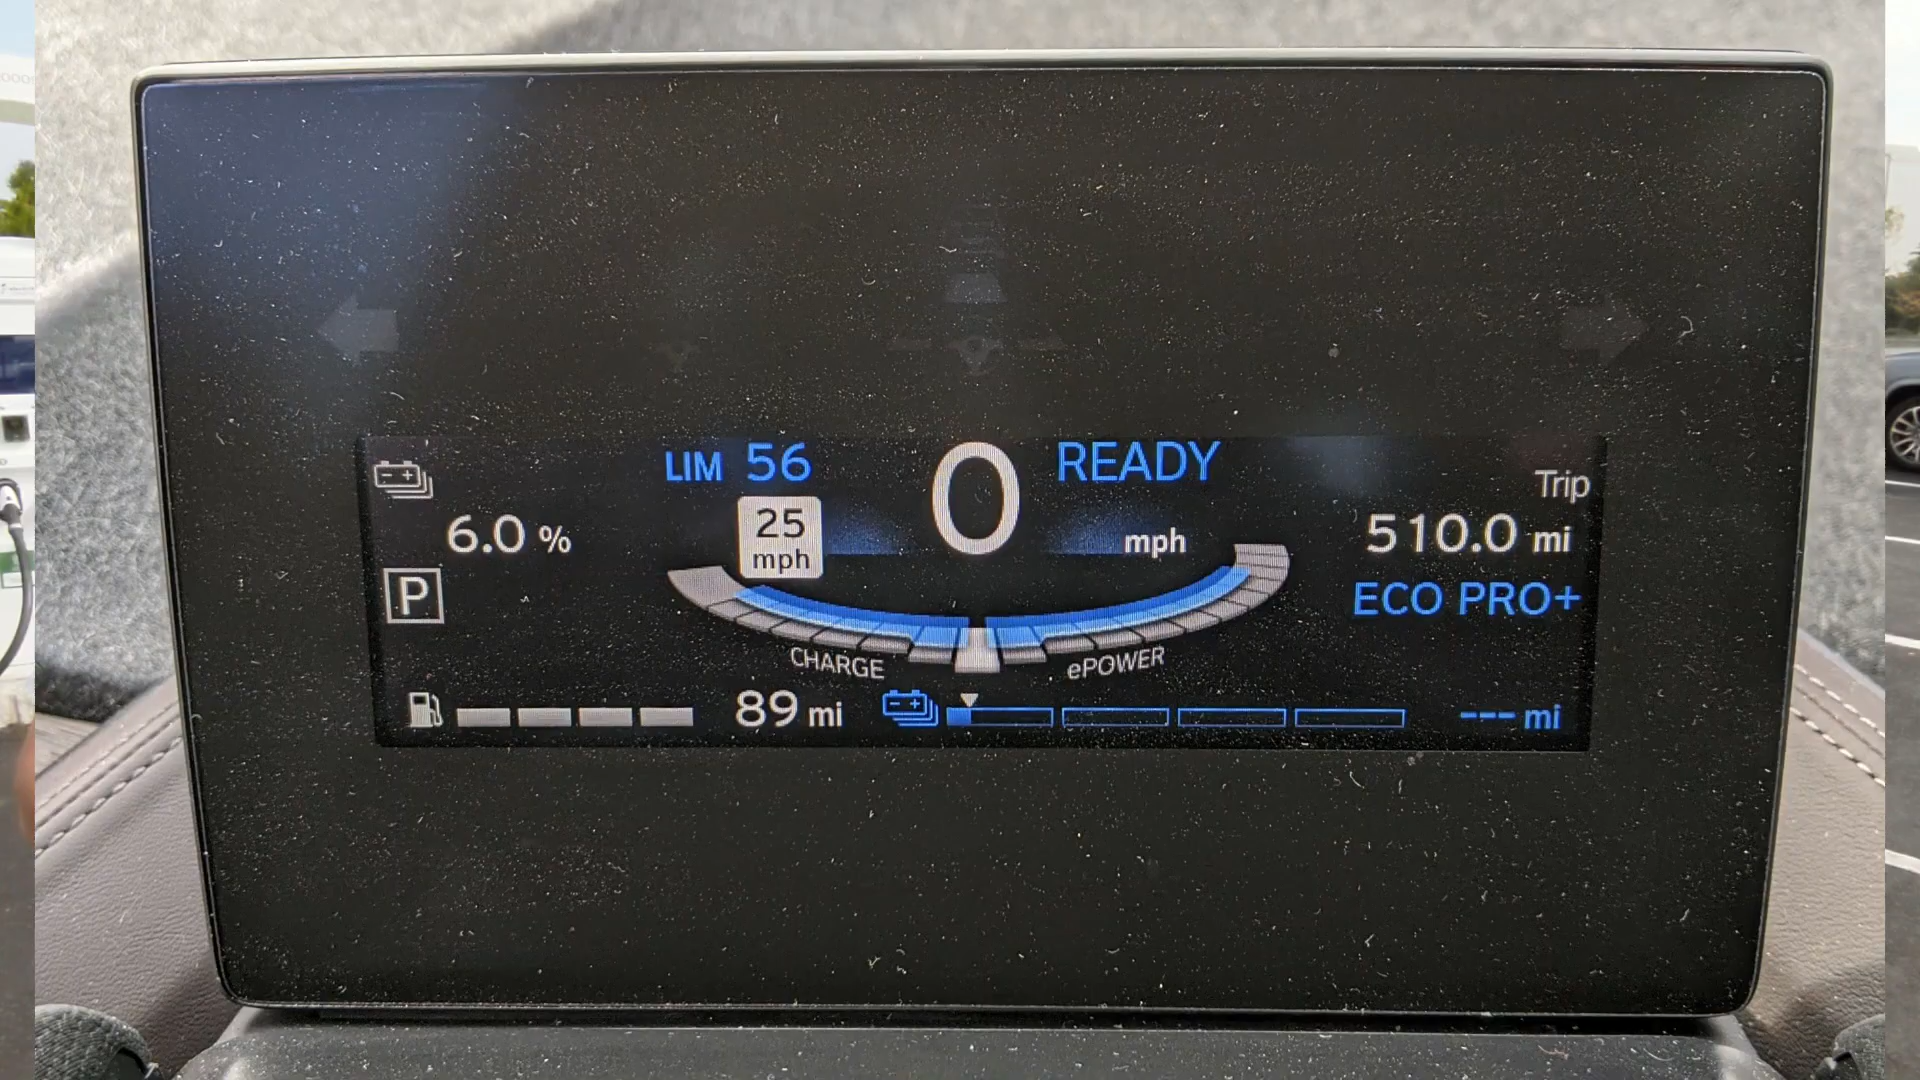 LIM 56
0
READY
25
mph
mph
Trip
6.0 %
510.0 mi
P
ECO PRO+
CHARGE
ePOWER
89 mi
--- mi